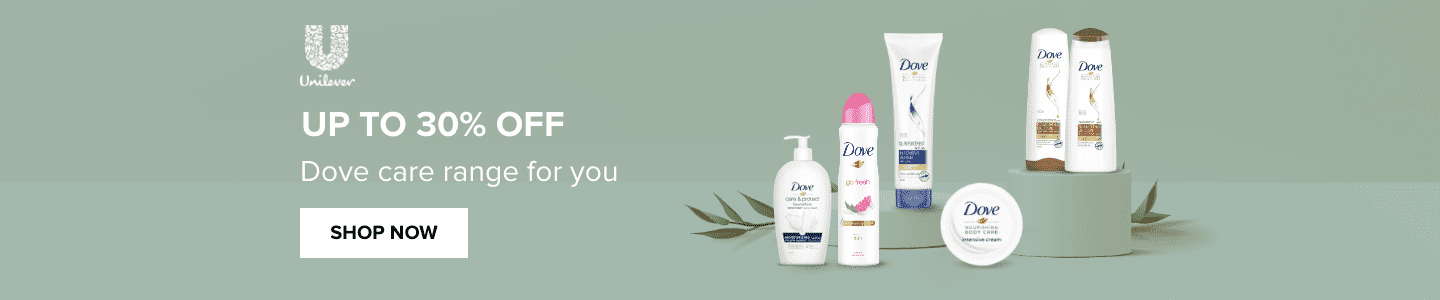 Unilever
UP TO 30% OFF
Dove care range for you
SHOP NOW
Dove
care & protect
Dove
go fresh
Dove
INTENSIVE
Dove
NOURISHING
BODY CARE
intensive cream
Dove
Dove